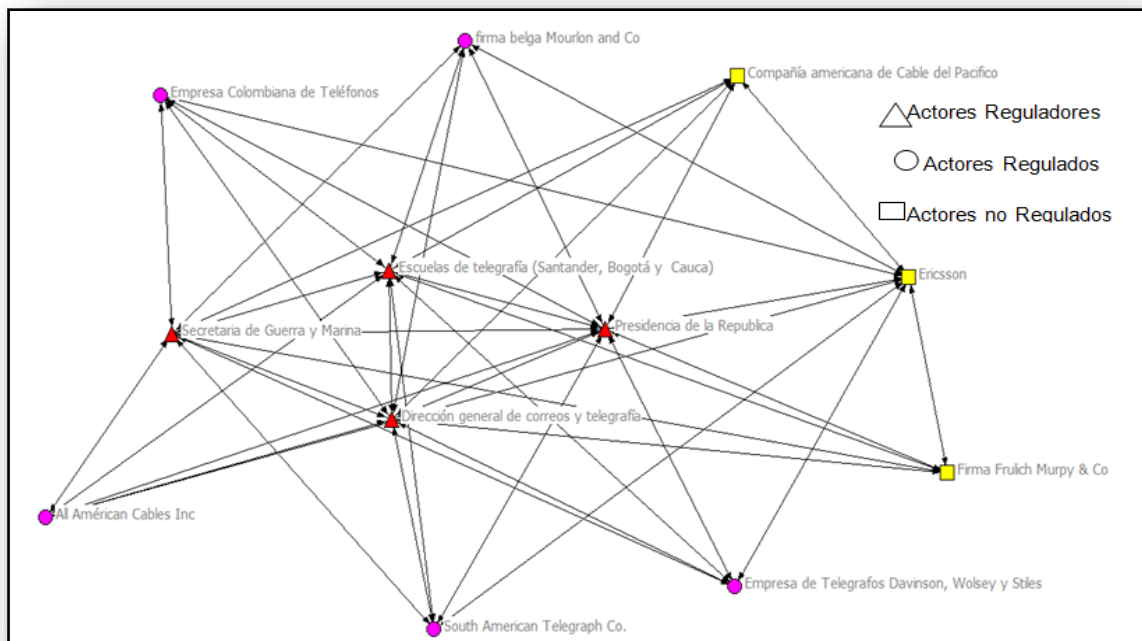 firma belga Mourlon and Co
Compañía americana de Cable del Pacifico
Empresa Colombiana de Teléfonos
Actores Reguladores
Actores Regulados
Actores no Regulados
Escuelas de telegrafía (Santander, Bogotá y Cauca)
Ericsson
Secretaria de Guerra y Marina
Presidencia de la Republica
Dirección general de correos y telegrafía
Firma Frulich Murpy & Co
All Américan Cables Inc
Empresa de Telegrafos Davinson, Wolsey y Stiles
South American Telegraph Co.